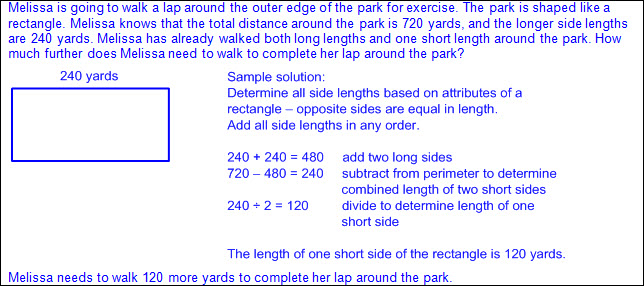 Melissa is going to walk a lap around the outer edge of the park for exercise. The park is shaped like a
rectangle. Melissa knows that the total distance around the park is 720 yards, and the longer side lengths
are 240 yards. Melissa has already walked both long lengths and one short length around the park. How
much further does Melissa need to walk to complete her lap around the park?
240 yards
Sample solution:
Determine all side lengths based on attributes of a
rectangle – opposite sides are equal in length.
Add all side lengths in any order.
240 + 240 = 480 add two long sides
720 – 480 = 240 subtract from perimeter to determine
combined length of two short sides
240 ÷ 2 = 120 divide to determine length of one
short side
The length of one short side of the rectangle is 120 yards.
Melissa needs to walk 120 more yards to complete her lap around the park.